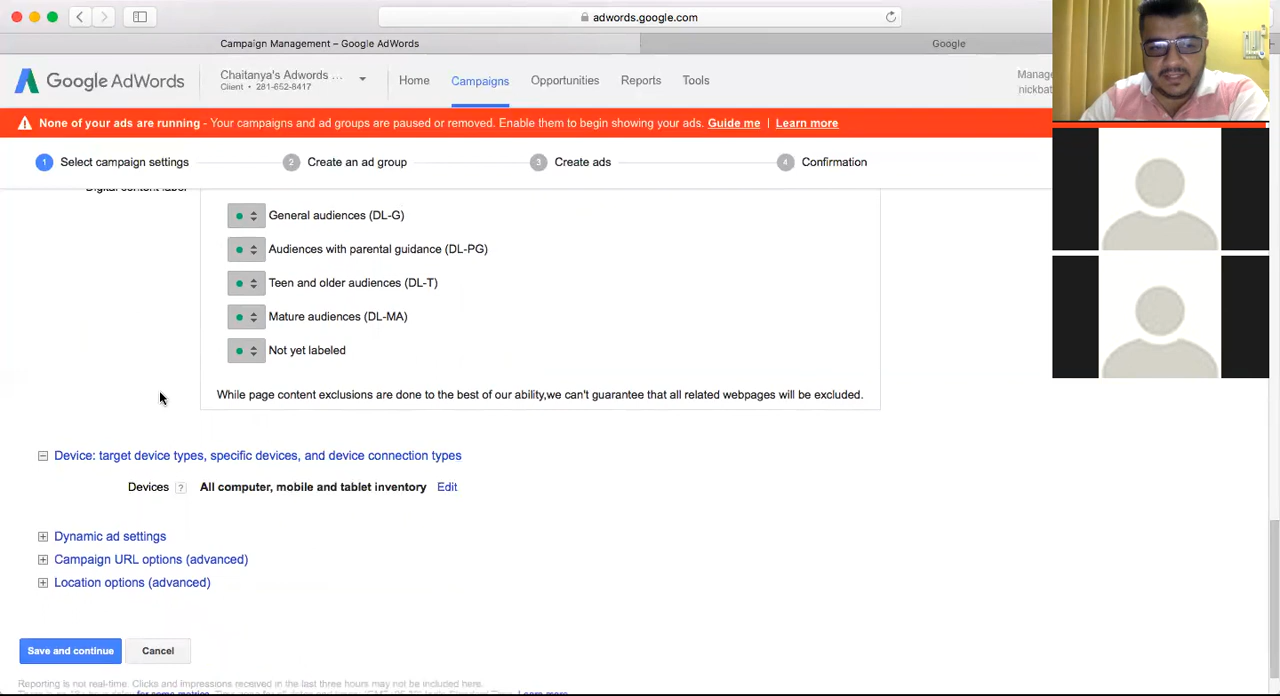 adwords.google.com
Campaign Management – Google AdWords
Google
Google AdWords
Chaitanya's Adwords ...
Client • 281-652-8417
Home
Campaigns
Opportunities
Reports
Tools
Manage
nickbat
None of your ads are running - Your campaigns and ad groups are paused or removed. Enable them to begin showing your ads. Guide me | Learn more
1 Select campaign settings
2 Create an ad group
3 Create ads
4 Confirmation
Digital content label
General audiences (DL-G)
Audiences with parental guidance (DL-PG)
Teen and older audiences (DL-T)
Mature audiences (DL-MA)
Not yet labeled
While page content exclusions are done to the best of our ability,we can't guarantee that all related webpages will be excluded.
Device: target device types, specific devices, and device connection types
Devices ? All computer, mobile and tablet inventory Edit
Dynamic ad settings
Campaign URL options (advanced)
Location options (advanced)
Save and continue
Cancel
Reporting is not real-time. Clicks and impressions received in the last three hours may not be included here.